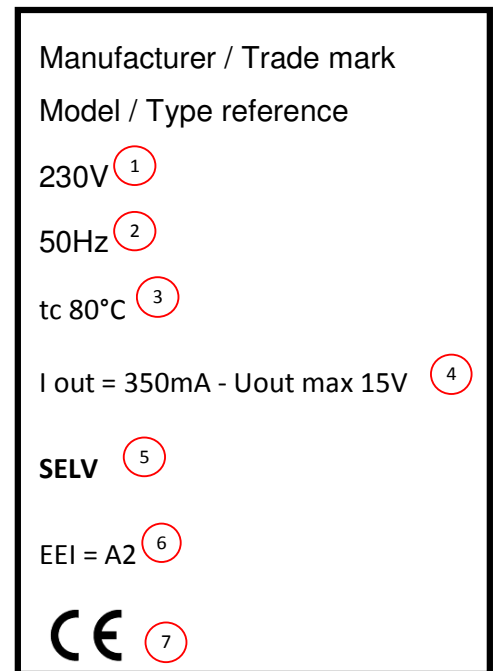 Manufacturer / Trade mark
Model / Type reference
230V 1
50Hz 2
tc 80°C 3
I out = 350mA - Uout max 15V 4
SELV 5
EEI = A2 6
CE 7